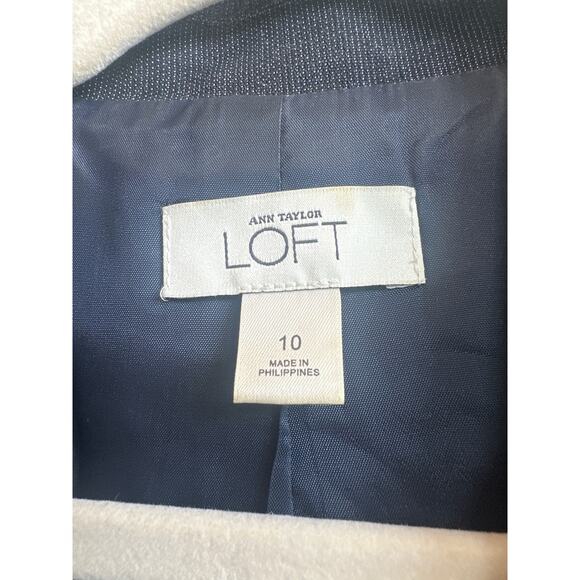 ANN TAYLOR
LOFT
10
MADE IN
PHILIPPINES